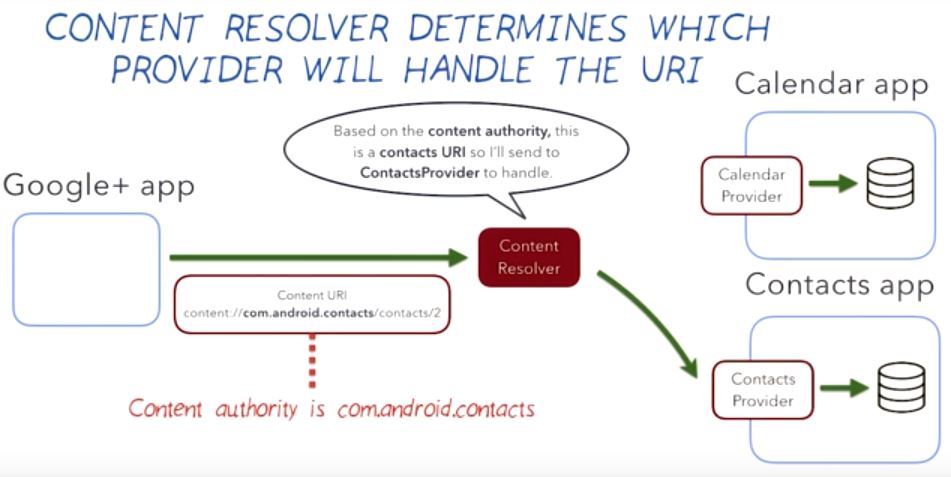 CONTENT RESOLVER DETERMINES WHICH
PROVIDER WILL HANDLE THE URI
Calendar app
Based on the content authority, this
is a contacts URI so I'll send to
ContactsProvider to handle.
Calendar
Provider
Google+ app
Content
Resolver
Content URI
content://com.android.contacts/contacts/2
Contacts app
Contacts
Provider
Content authority is com.android.contacts